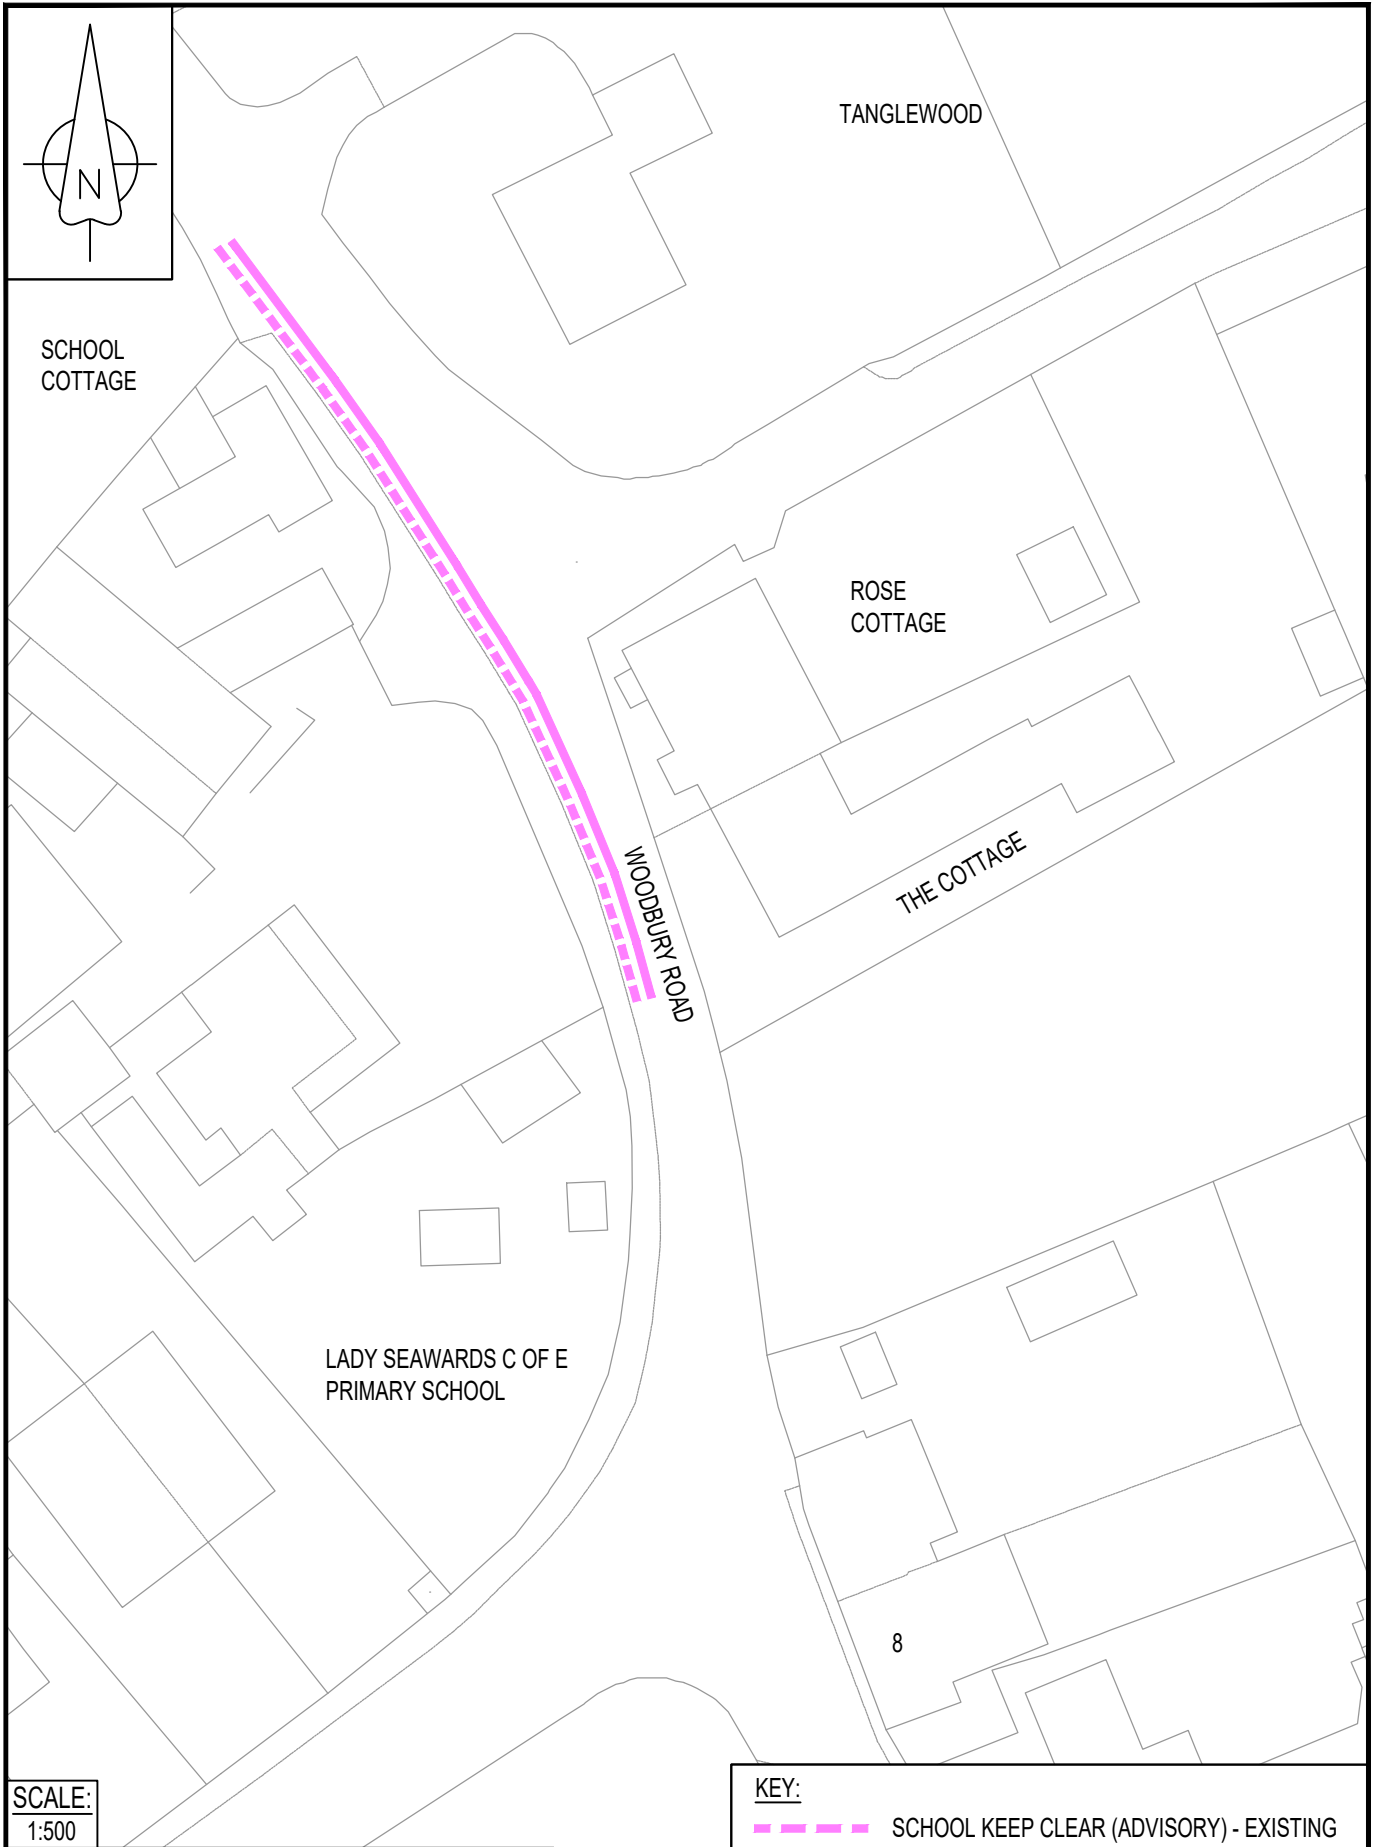 N
TANGLEWOOD
SCHOOL
COTTAGE
ROSE
COTTAGE
WOODBURY ROAD
THE COTTAGE
LADY SEAWARDS C OF E
PRIMARY SCHOOL
8
SCALE:
1:500
KEY:
SCHOOL KEEP CLEAR (ADVISORY) - EXISTING